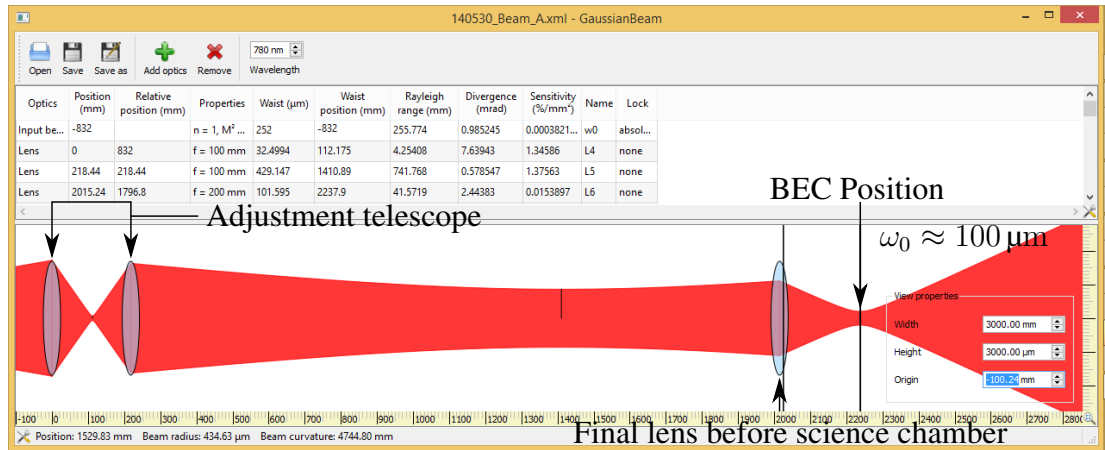 140530_Beam_A.xml - GaussianBeam
Open Save Save as Add optics Remove 780 nm Wavelength
Optics Position (mm) Relative position (mm) Properties Waist (µm) Waist position (mm) Rayleigh range (mm) Divergence (mrad) Sensitivity (%/mm²) Name Lock
Input be... -832 n = 1, M² ... 252 -832 255.774 0.985245 0.0003821... w0 absol...
Lens 0 832 f = 100 mm 32.4994 112.175 4.25408 7.63943 1.34586 L4 none
Lens 218.44 218.44 f = 100 mm 429.147 1410.89 741.768 0.578547 1.37563 L5 none
Lens 2015.24 1796.8 f = 200 mm 101.595 2237.9 41.5719 2.44383 0.0153897 L6 none
BEC Position
Adjustment telescope
ω₀ ≈ 100 µm
View properties
Width 3000.00 mm
Height 3000.00 µm
Origin -100.24 mm
-100 0 100 200 300 400 500 600 700 800 900 1000 1100 1200 1300 1400 1500 1600 1700 1800 1900 2000 2100 2200 2300 2400 2500 2600 2700 2800
Final lens before science chamber
Position: 1529.83 mm Beam radius: 434.63 µm Beam curvature: 4744.80 mm